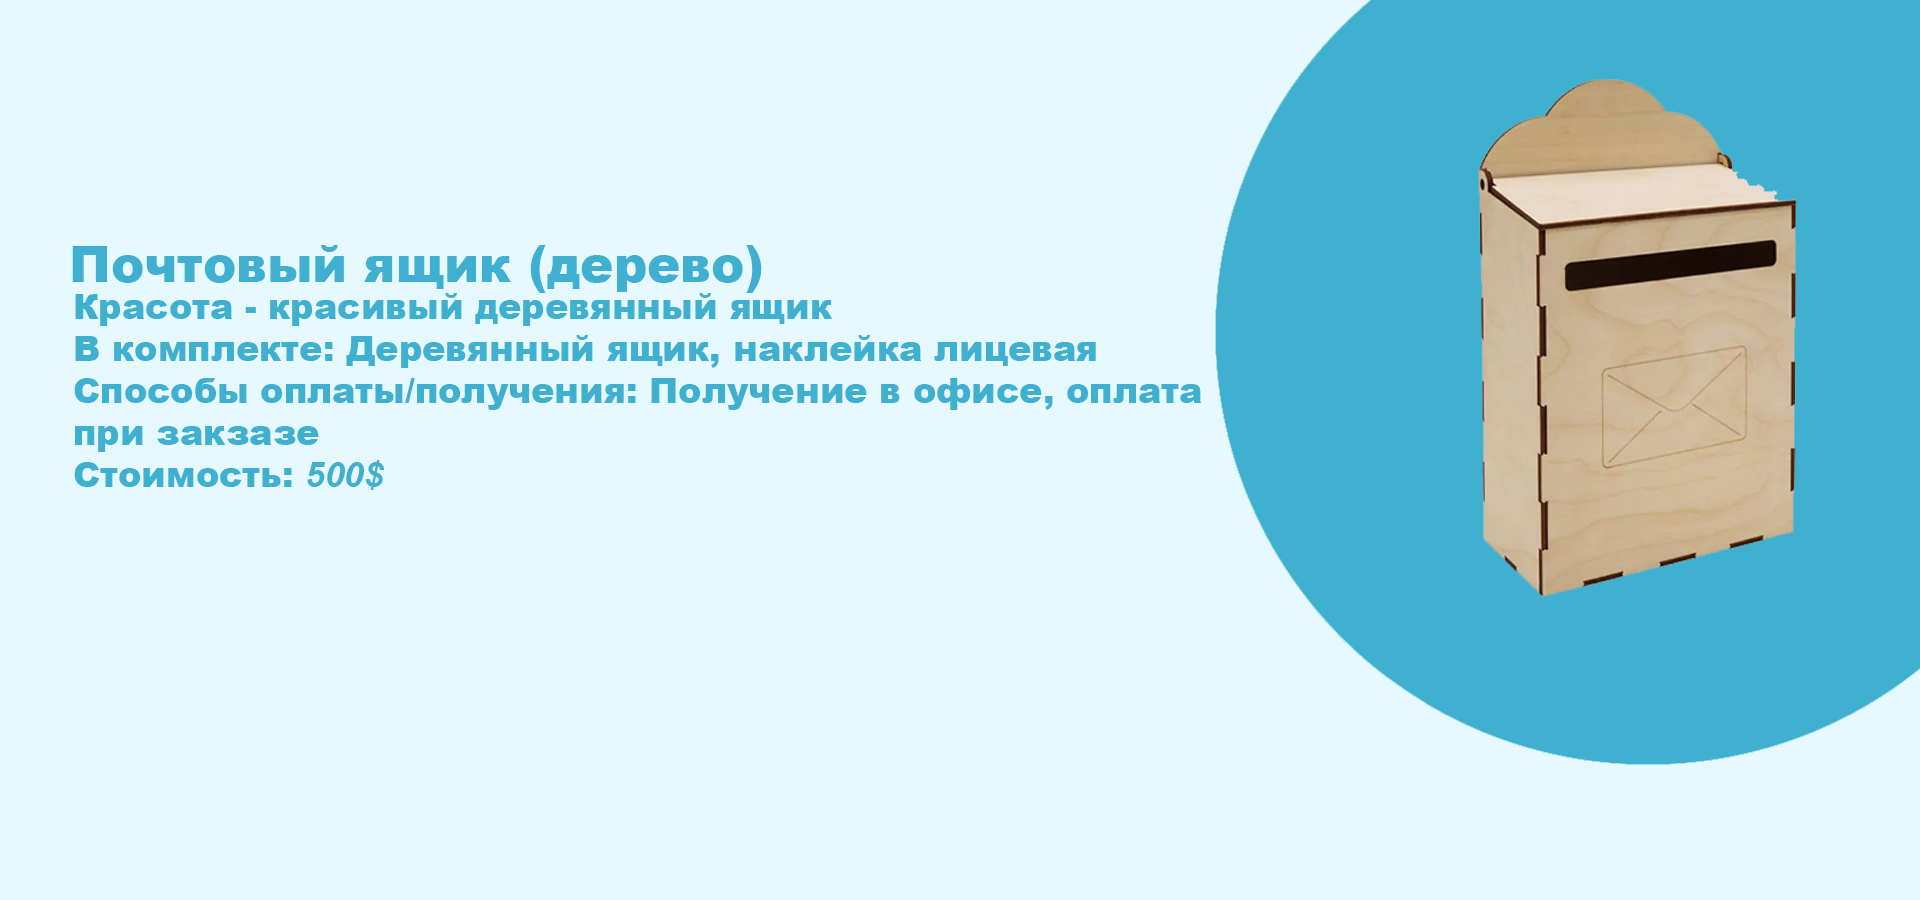 Почтовый ящик (дерево)
Красота - красивый деревянный ящик
В комплекте: Деревянный ящик, наклейка лицевая
Способы оплаты/получения: Получение в офисе, оплата
при закзазе
Стоимость: 500$